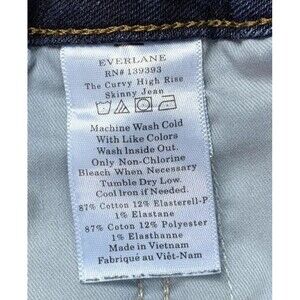 EVERLANE
RN# 139393
The Curvy High Rise
Skinny Jean
Machine Wash Cold
With Like Colors
Wash Inside Out.
Only Non-Chlorine
Bleach When Necessary
Tumble Dry Low.
Cool Iron if Needed.
87% Cotton 12% Elasterell-P
1% Elastane
87% Coton 12% Polyester
1% Elasthanne
Made in Vietnam
Fabriqué au Việt-Nam